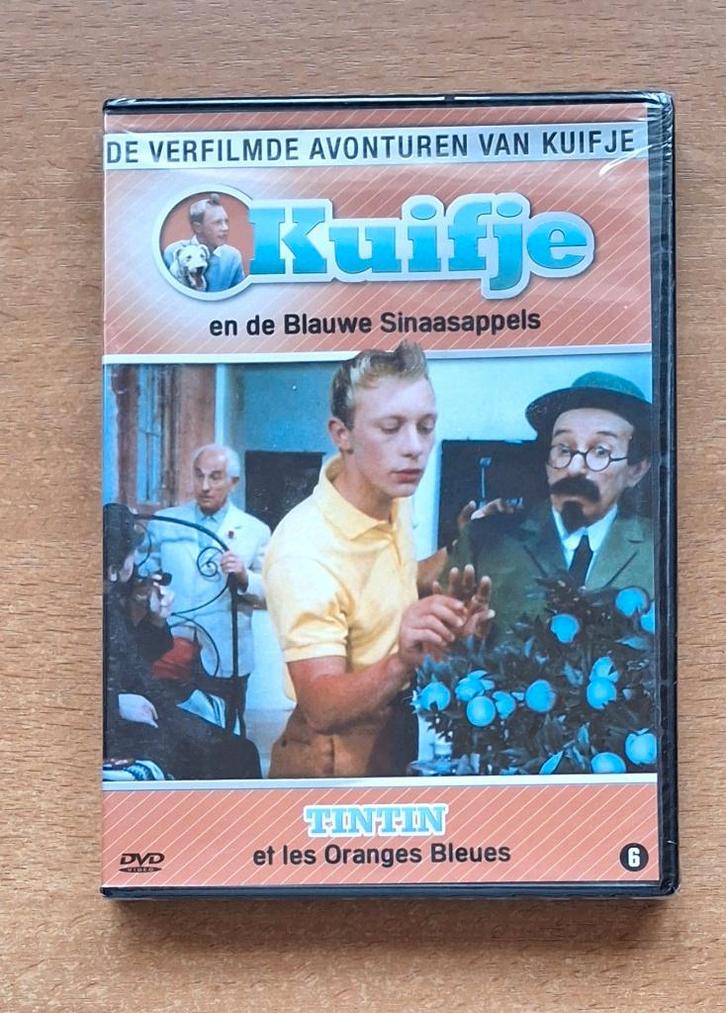 DE VERFILMDE AVONTUREN VAN KUIFJE
Kuifje
en de Blauwe Sinaasappels
TINTIN
et les Oranges Bleues
DVD
VIDEO
6